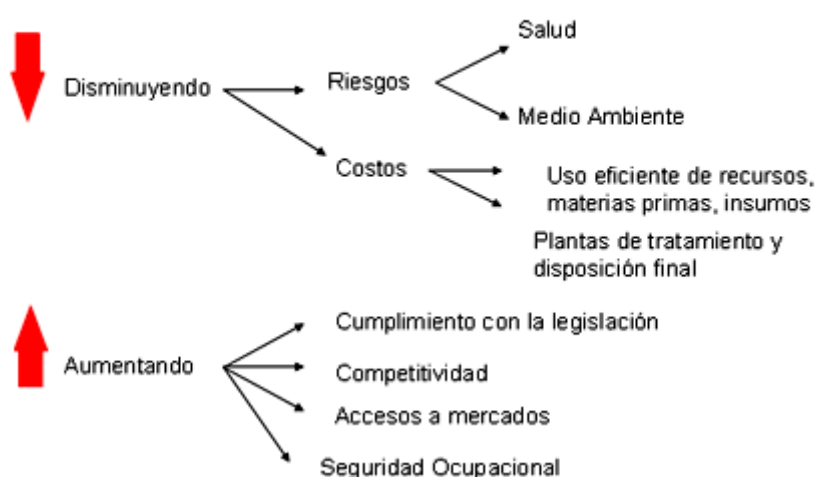 Salud
Disminuyendo
Riesgos
Medio Ambiente
Costos
Uso eficiente de recursos,
materias primas, insumos
Plantas de tratamiento y
disposición final
Cumplimiento con la legislación
Aumentando
Competitividad
Accesos a mercados
Seguridad Ocupacional